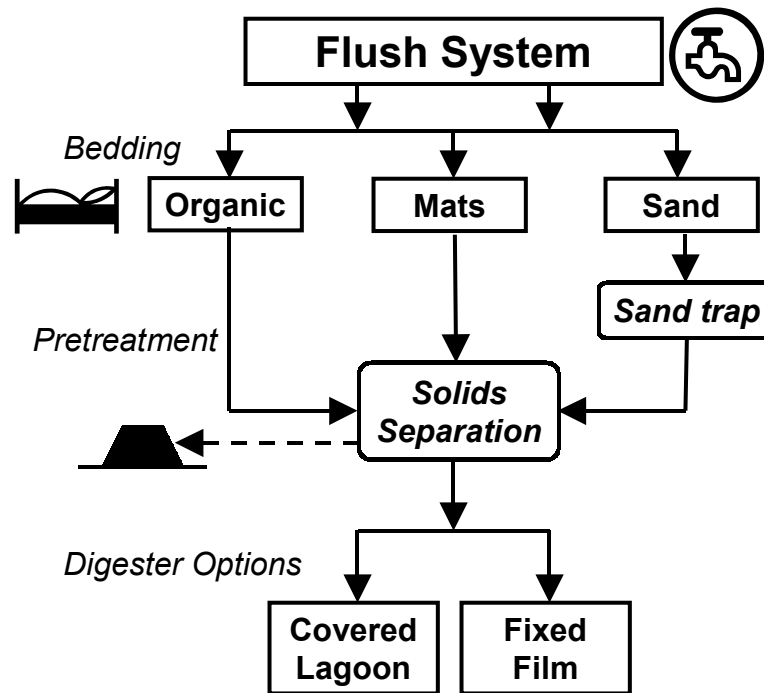 Flush System
Bedding
Organic
Mats
Sand
Sand trap
Pretreatment
Solids
Separation
Digester Options
Covered
Lagoon
Fixed
Film